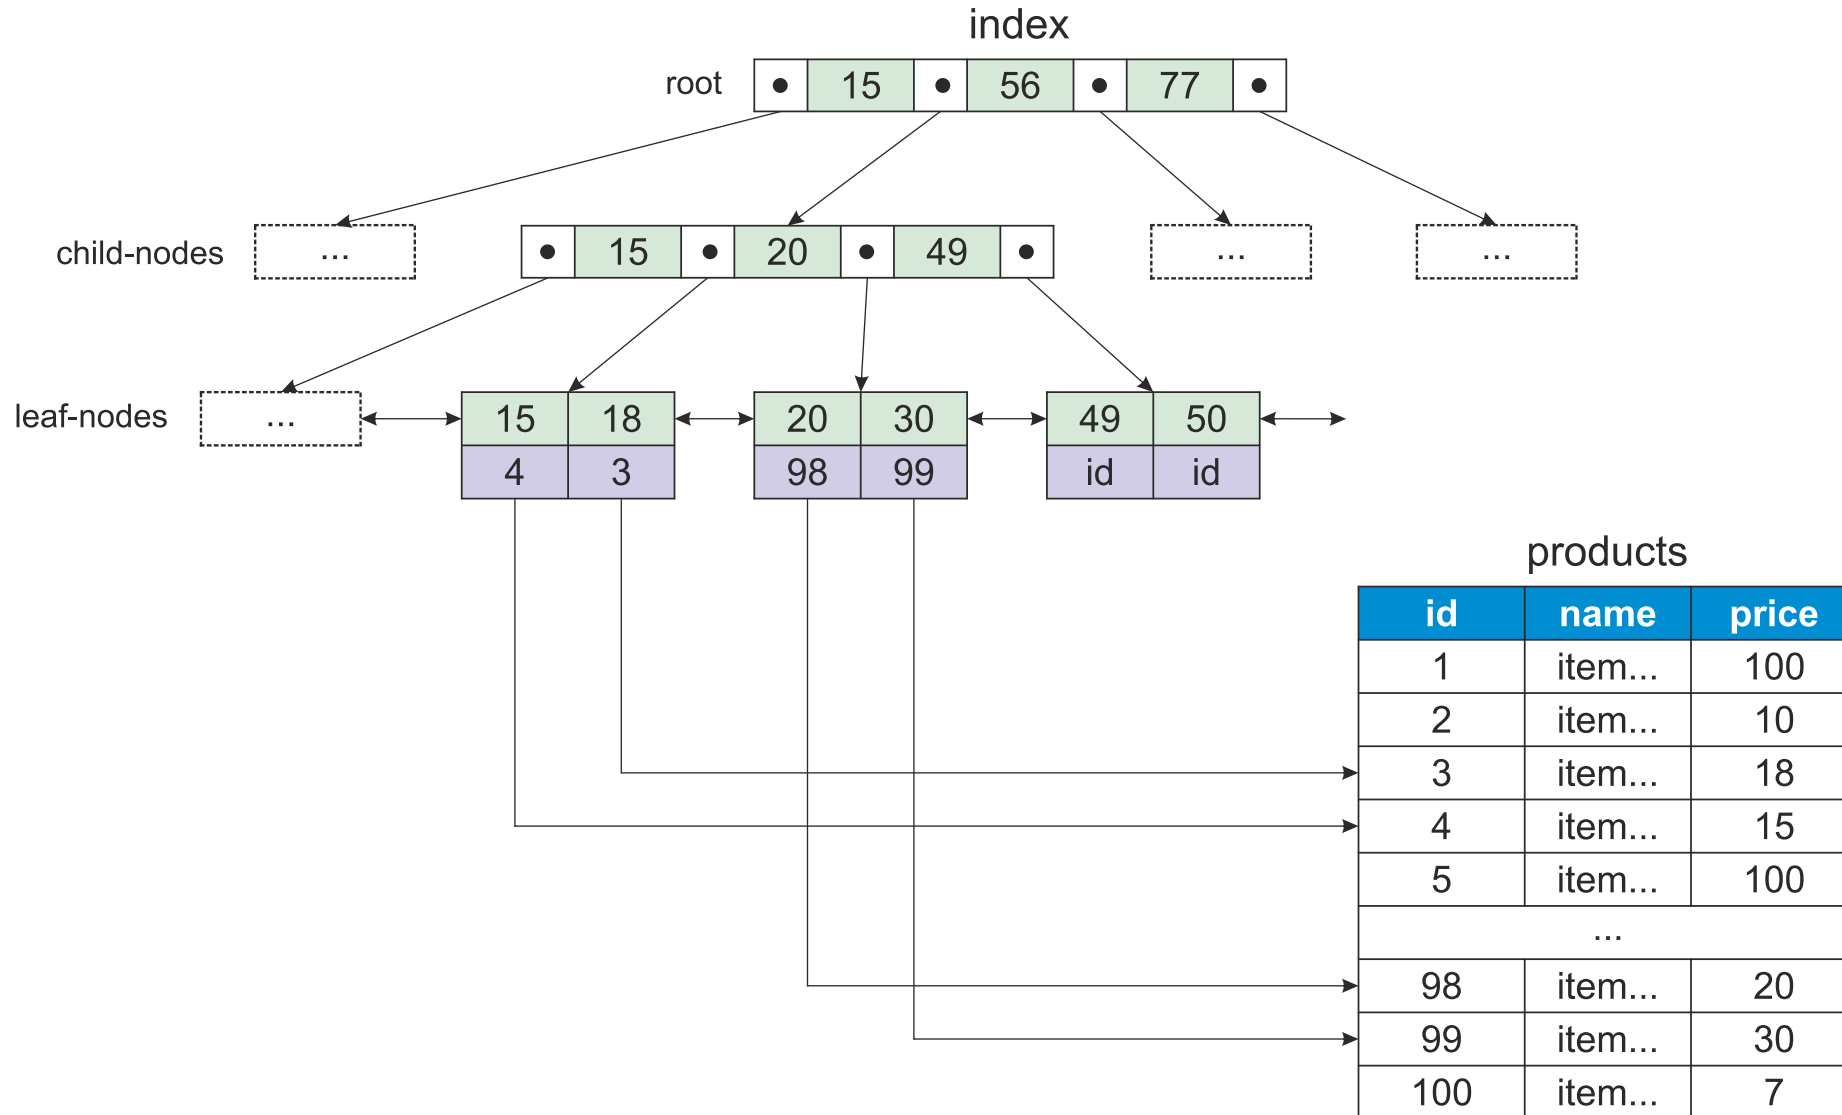 index
root 15 56 77
child-nodes ... 15 20 49 ... ...
leaf-nodes ... 15 18 20 30 49 50
4 3 98 99 id id
products
id name price
1 item... 100
2 item... 10
3 item... 18
4 item... 15
5 item... 100
...
98 item... 20
99 item... 30
100 item... 7